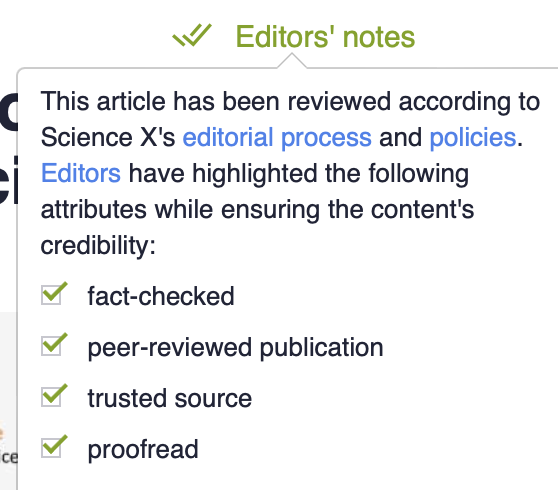 Editors' notes
This article has been reviewed according to
Science X's editorial process and policies.
Editors have highlighted the following
attributes while ensuring the content's
credibility:
fact-checked
peer-reviewed publication
trusted source
proofread